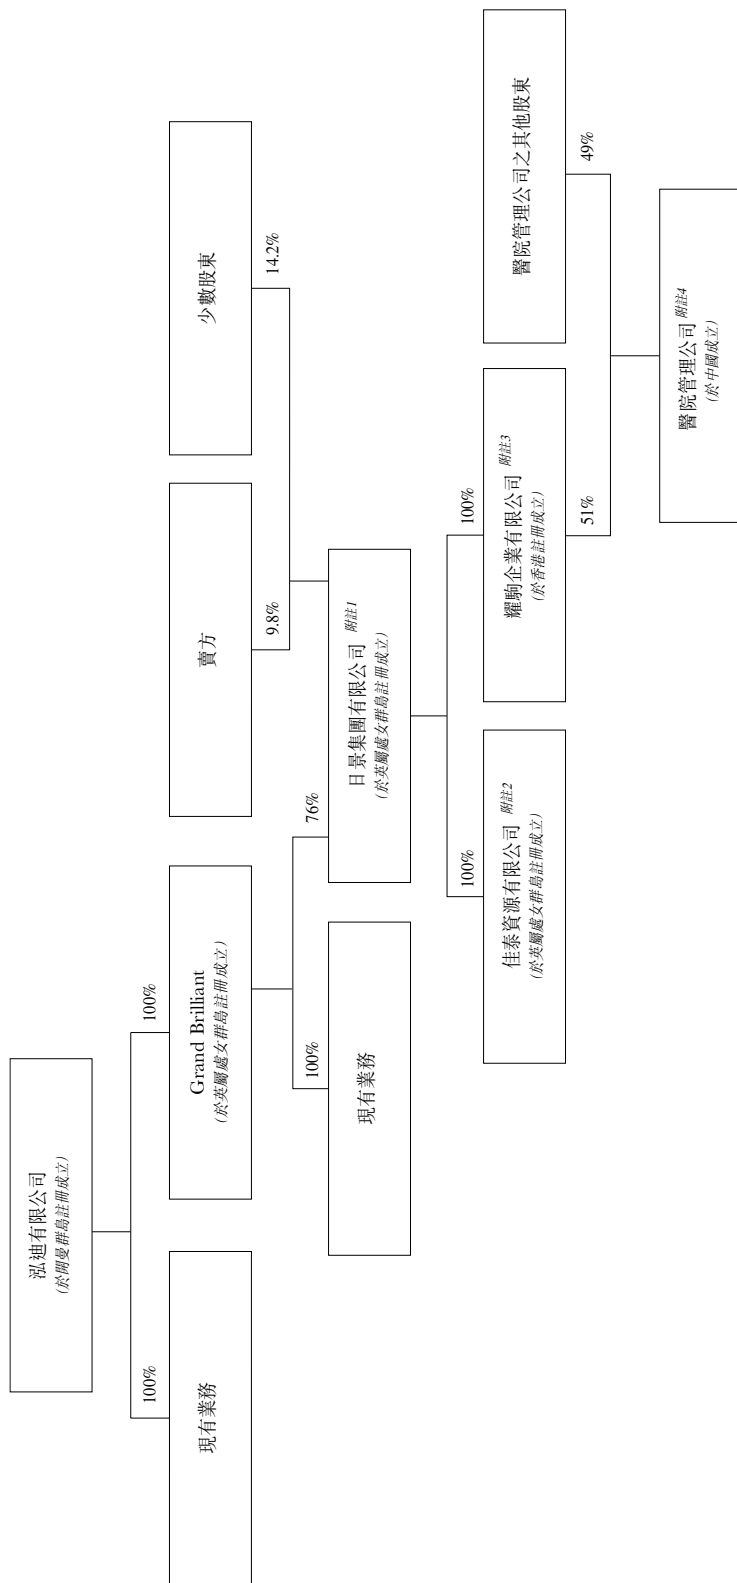 泓迪有限公司
(於開曼群島註冊成立)
100%
100%
現有業務
Grand Brilliant
(於英屬處女群島註冊成立)
賣方
少數股東
100%
76%
9.8%
14.2%
現有業務
日景集團有限公司 附註1
(於英屬處女群島註冊成立)
100%
100%
佳泰資源有限公司 附註2
(於英屬處女群島註冊成立)
耀駒企業有限公司 附註3
(於香港註冊成立)
醫院管理公司之其他股東
51%
49%
醫院管理公司 附註4
(於中國成立)